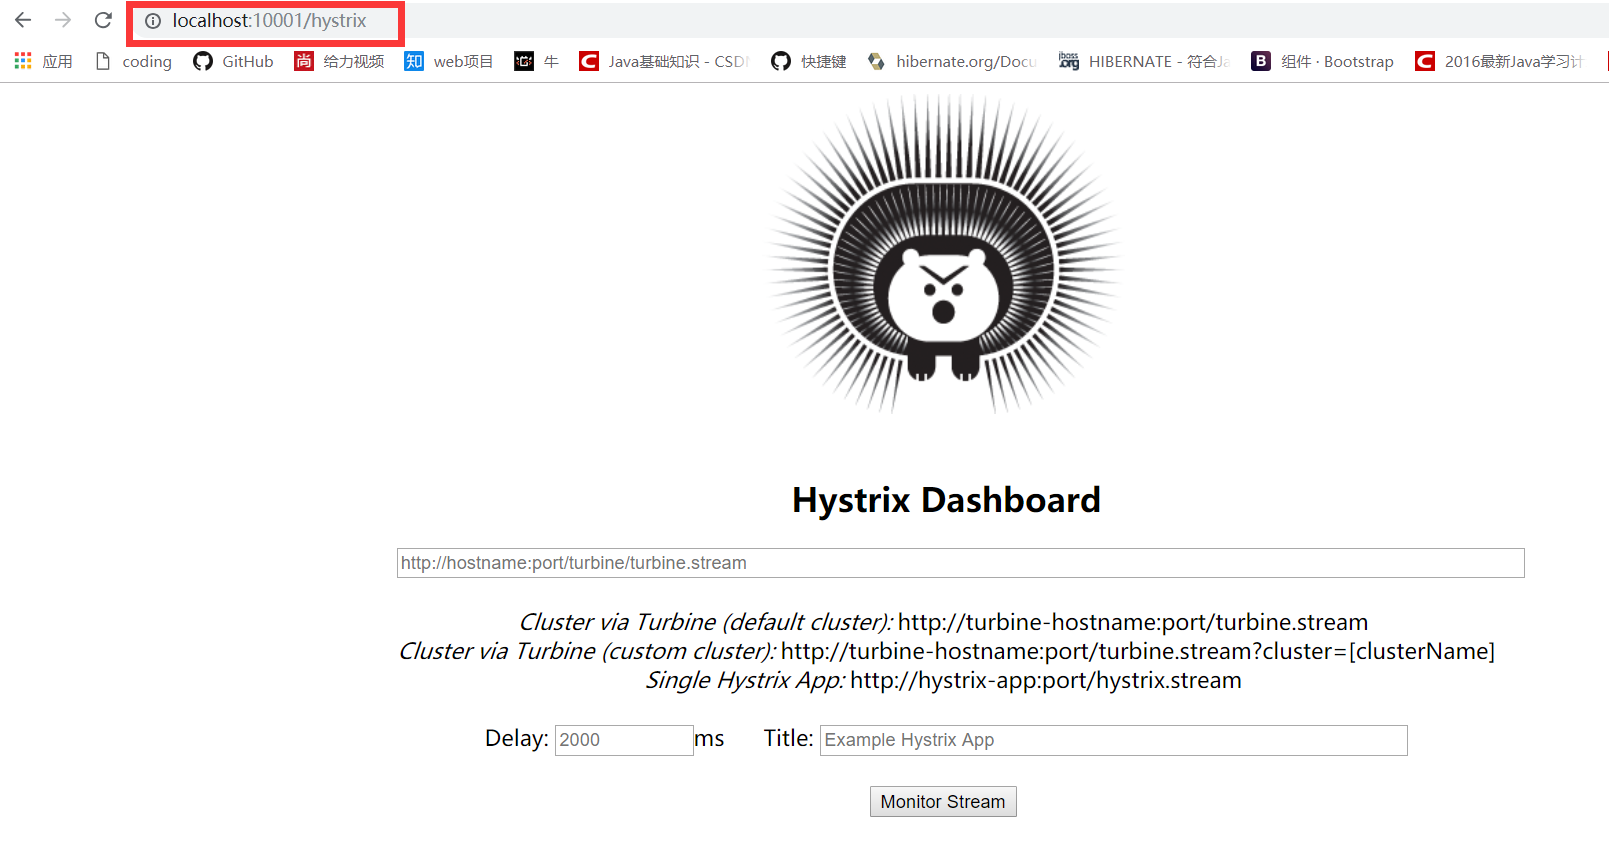 localhost:10001/hystrix
应用 coding GitHub 尚 给力视频 知 web项目 牛 C Java基础知识 - CSD 快捷键 hibernate.org/Docu HIBERNATE - 符合Ja B 组件 · Bootstrap C 2016最新Java学习计
Hystrix Dashboard
http://hostname:port/turbine/turbine.stream
Cluster via Turbine (default cluster): http://turbine-hostname:port/turbine.stream
Cluster via Turbine (custom cluster): http://turbine-hostname:port/turbine.stream?cluster=[clusterName]
Single Hystrix App: http://hystrix-app:port/hystrix.stream
Delay: 2000 ms Title: Example Hystrix App
Monitor Stream